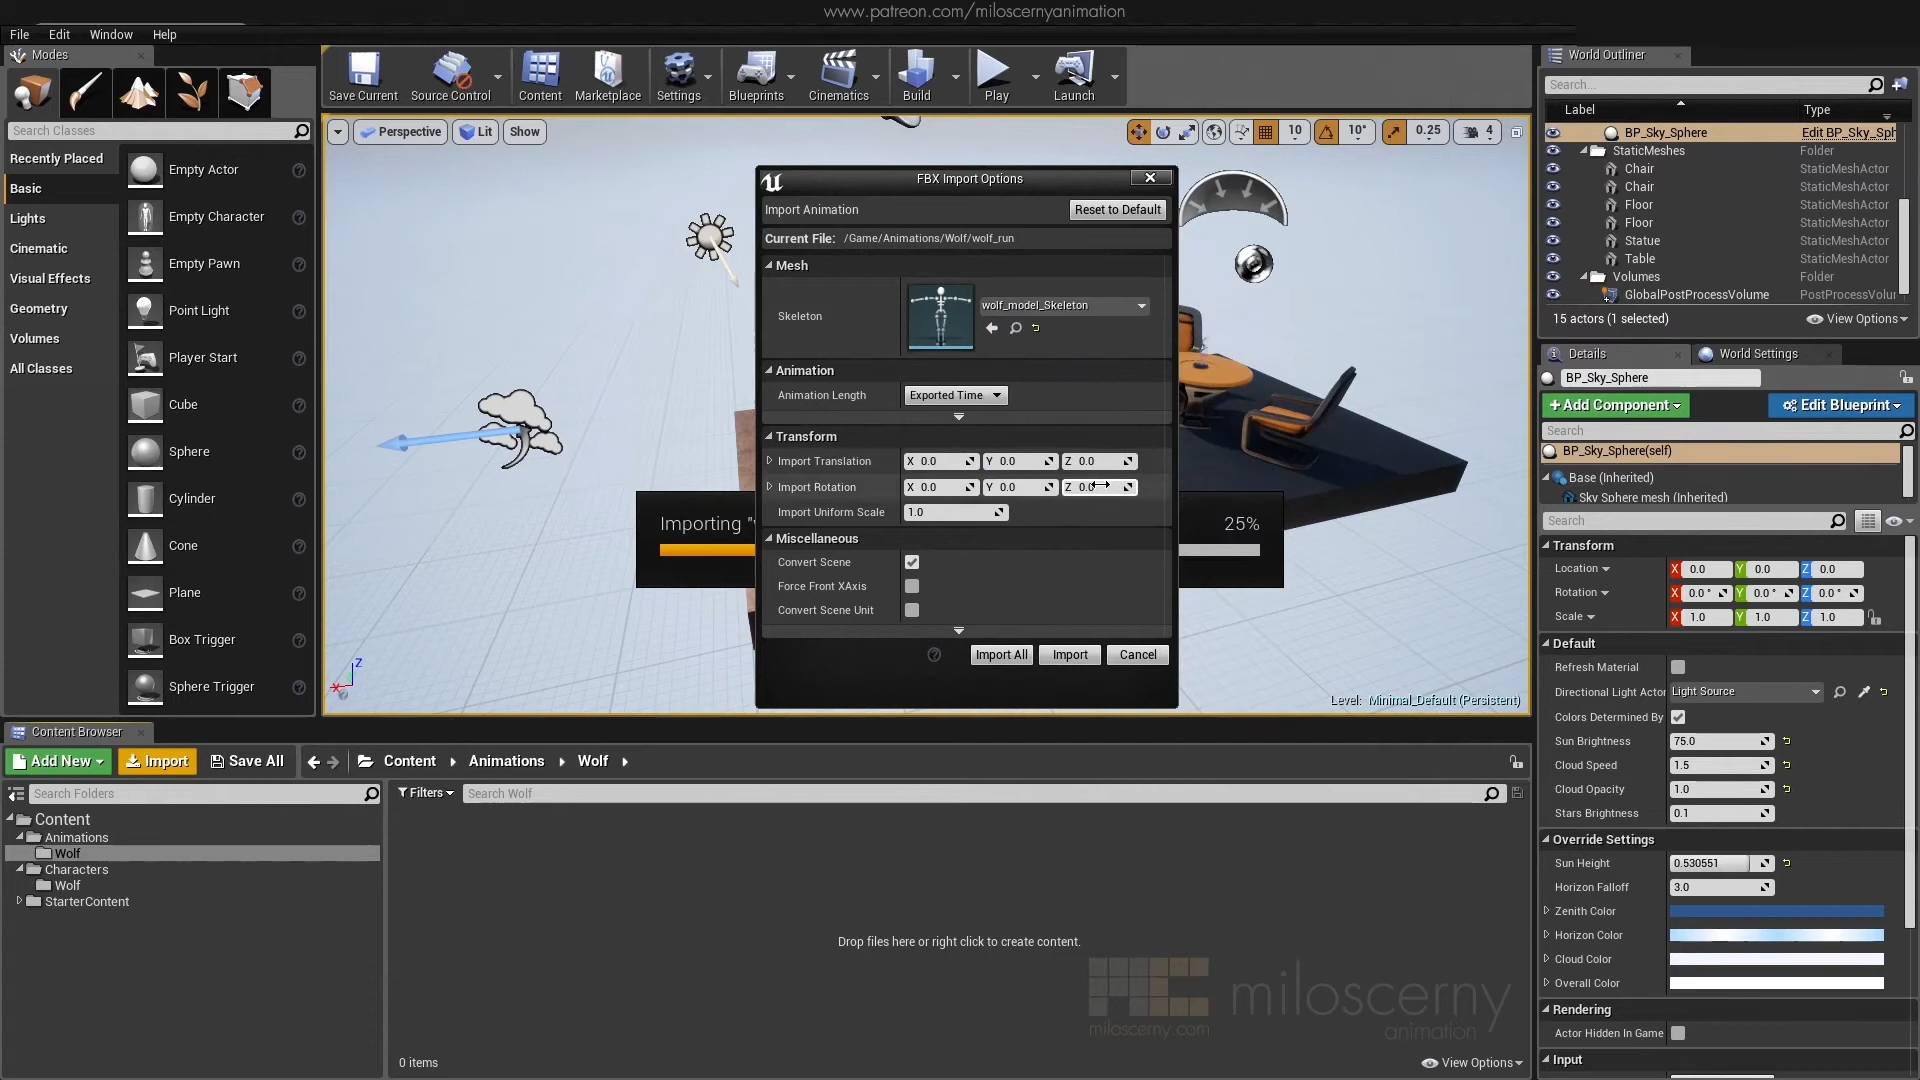 www.patreon.com/miloscernyanimation
File Edit Window Help
Modes
Search Classes
Recently Placed
Basic
Lights
Cinematic
Visual Effects
Geometry
Volumes
All Classes
Empty Actor
Empty Character
Empty Pawn
Point Light
Player Start
Cube
Sphere
Cylinder
Cone
Plane
Box Trigger
Sphere Trigger
Save Current Source Control Content Marketplace Settings Blueprints Cinematics Build Play Launch
Perspective Lit Show
10 10° 0.25 4
FBX Import Options
Import Animation Reset to Default
Current File: /Game/Animations/Wolf/wolf_run
Mesh
Skeleton wolf_model_Skeleton
Animation
Animation Length Exported Time
Transform
Import Translation X 0.0 Y 0.0 Z 0.0
Import Rotation X 0.0 Y 0.0 Z 0.0
Import Uniform Scale 1.0
Miscellaneous
Convert Scene
Force Front XAxis
Convert Scene Unit
Import All Import Cancel
Importing 25%
Z
X
Level: Minimal_Default (Persistent)
World Outliner
Search...
Label Type
BP_Sky_Sphere Edit BP_Sky_Sph
StaticMeshes Folder
Chair StaticMeshActor
Chair StaticMeshActor
Floor StaticMeshActor
Floor StaticMeshActor
Statue StaticMeshActor
Table StaticMeshActor
Volumes Folder
GlobalPostProcessVolume PostProcessVolu
15 actors (1 selected) View Options
Details World Settings
BP_Sky_Sphere
+Add Component Edit Blueprint
Search
BP_Sky_Sphere(self)
Base (Inherited)
Sky Sphere mesh (Inherited)
Search
Transform
Location X 0.0 Y 0.0 Z 0.0
Rotation X 0.0 ° Y 0.0 ° Z 0.0 °
Scale X 1.0 Y 1.0 Z 1.0
Default
Refresh Material
Directional Light Actor Light Source
Colors Determined By
Sun Brightness 75.0
Cloud Speed 1.5
Cloud Opacity 1.0
Stars Brightness 0.1
Override Settings
Sun Height 0.530551
Horizon Falloff 3.0
Zenith Color
Horizon Color
Cloud Color
Overall Color
Rendering
Actor Hidden In Game
Input
Content Browser
Add New Import Save All Content Animations Wolf
Search Folders
Filters Search Wolf
Content
Animations
Wolf
Characters
Wolf
StarterContent
Drop files here or right click to create content.
0 items View Options
miloscerny
animation
miloscerny.com